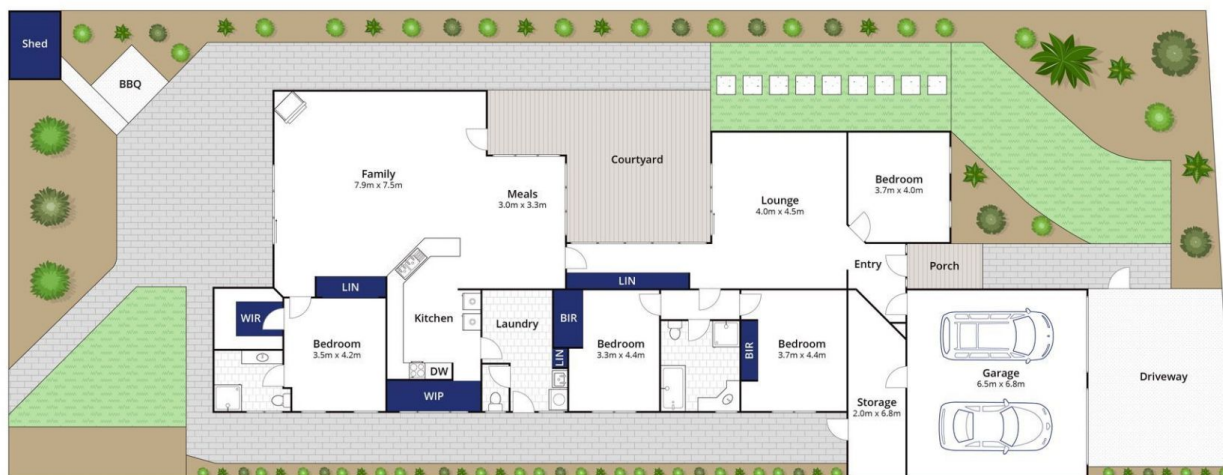 Shed
BBQ
Family
7.9m x 7.5m
Meals
3.0m x 3.3m
Courtyard
Lounge
4.0m x 4.5m
Bedroom
3.7m x 4.0m
Entry
Porch
LIN
LIN
WIR
Bedroom
3.5m x 4.2m
Kitchen
DW
WIP
Laundry
BIR
LIN
Bedroom
3.3m x 4.4m
BIR
Bedroom
3.7m x 4.4m
Storage
2.0m x 6.8m
Garage
6.5m x 6.8m
Driveway